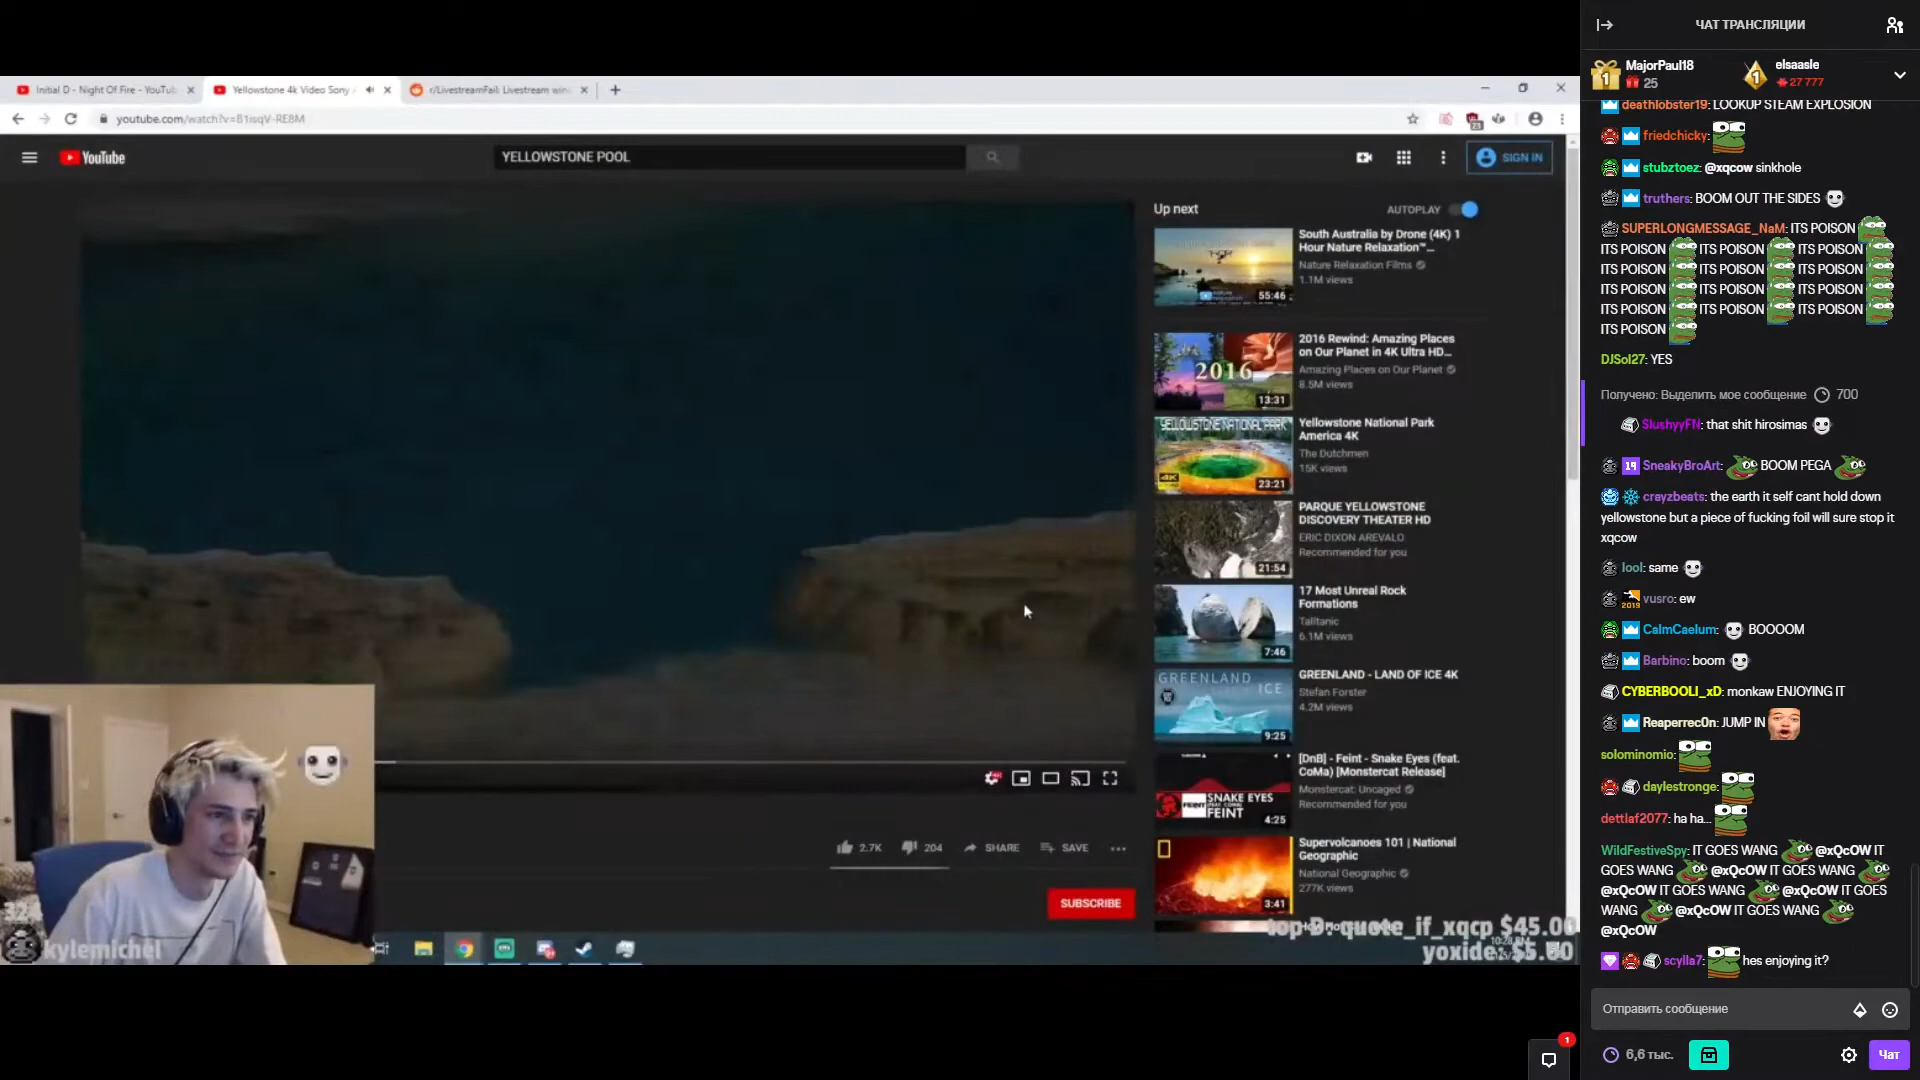 Initial D - Night Of Fire - YouTub
Yellowstone 4k Video Sony
r/LivestreamFail: Livestream win
youtube.com/watch?v=81isqV-RE8M
YouTube
YELLOWSTONE POOL
SIGN IN
Up next
AUTOPLAY
South Australia by Drone (4K) 1
Hour Nature Relaxation™...
Nature Relaxation Films
1.1M views
55:46
2016 Rewind: Amazing Places
on Our Planet in 4K Ultra HD...
Amazing Places on Our Planet
8.5M views
2016
13:31
Yellowstone National Park
America 4K
The Dutchmen
15K views
YELLOWSTONE NATIONAL PARK
4K
23:21
PARQUE YELLOWSTONE
DISCOVERY THEATER HD
ERIC DIXON AREVALO
Recommended for you
21:54
17 Most Unreal Rock
Formations
Talltanic
6.1M views
7:46
GREENLAND - LAND OF ICE 4K
Stefan Forster
4.2M views
GREENLAND
ICE
9:25
[DnB] - Feint - Snake Eyes (feat.
CoMa) [Monstercat Release]
Monstercat: Uncaged
Recommended for you
SNAKE EYES
FEINT
4:25
Supervolcanoes 101 | National
Geographic
National Geographic
277K views
3:41
2.7K
204
SHARE
SAVE
SUBSCRIBE
kylemichel
top D: quote_if_xqcp $45.00
yoxide: $5.00
ЧАТ ТРАНСЛЯЦИИ
MajorPaul18
25
elsaasle
27 777
deathlobster19: LOOKUP STEAM EXPLOSION
friedchicky:
stubztoez: @xqcow sinkhole
truthers: BOOM OUT THE SIDES
SUPERLONGMESSAGE_NaM: ITS POISON
ITS POISON ITS POISON ITS POISON
ITS POISON ITS POISON ITS POISON
ITS POISON ITS POISON ITS POISON
ITS POISON ITS POISON ITS POISON
ITS POISON
DJSol27: YES
Получено: Выделить мое сообщение 700
SlushyyFN: that shit hirosimas
19 SneakyBroArt: BOOM PEGA
crayzbeats: the earth it self cant hold down
yellowstone but a piece of fucking foil will sure stop it
xqcow
lool: same
2019 vusro: ew
CalmCaelum: BOOOOM
Barbino: boom
CYBERBOOLI_xD: monkaw ENJOYING IT
Reaperrec0n: JUMP IN
solominomio:
daylestronge:
dettlaf2077: ha ha...
WildFestiveSpy: IT GOES WANG @xQcOW IT
GOES WANG @xQcOW IT GOES WANG
@xQcOW IT GOES WANG @xQcOW IT GOES
WANG @xQcOW IT GOES WANG
@xQcOW
scylla7: hes enjoying it?
Отправить сообщение
6,6 тыс.
Чат
1